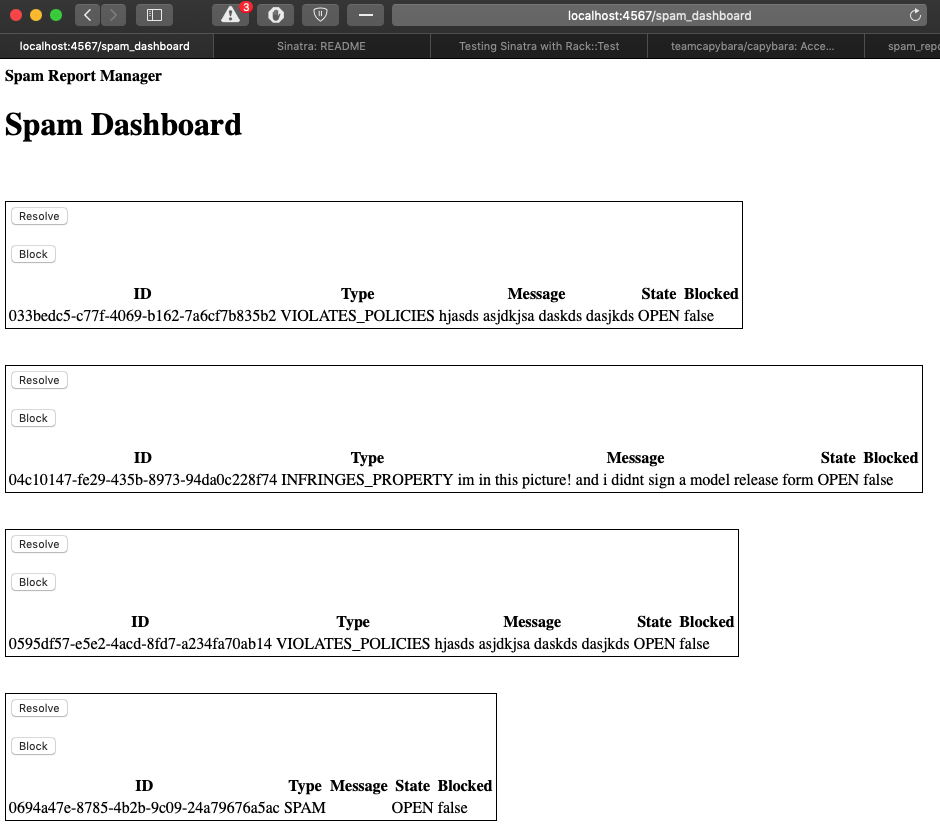 3
localhost:4567/spam_dashboard
localhost:4567/spam_dashboard Sinatra: README Testing Sinatra with Rack::Test teamcapybara/capybara: Acce... spam_repo
Spam Report Manager
Spam Dashboard
Resolve
Block
ID Type Message State Blocked
033bedc5-c77f-4069-b162-7a6cf7b835b2 VIOLATES_POLICIES hjasds asjdkjsa daskds dasjkds OPEN false
Resolve
Block
ID Type Message State Blocked
04c10147-fe29-435b-8973-94da0c228f74 INFRINGES_PROPERTY im in this picture! and i didnt sign a model release form OPEN false
Resolve
Block
ID Type Message State Blocked
0595df57-e5e2-4acd-8fd7-a234fa70ab14 VIOLATES_POLICIES hjasds asjdkjsa daskds dasjkds OPEN false
Resolve
Block
ID Type Message State Blocked
0694a47e-8785-4b2b-9c09-24a79676a5ac SPAM OPEN false